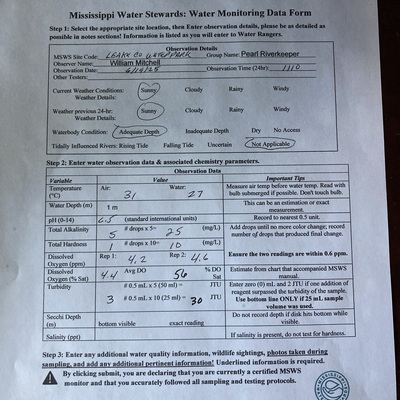 Mississippi Water Stewards: Water Monitoring Data Form
Step 1: Select the appropriate site location, then Enter observation details, please be as detailed as
possible in notes sections! Information is listed as you will enter to Water Rangers.
Observation Details
MSWS Site Code: LEAKE CO WATERPARK Group Name: Pearl Riverkeeper
Observer Name: William Mitchell
Observation Date: 6/15/25 Observation Time (24hr): 1110
Other Testers:
Current Weather Conditions: Sunny Cloudy Rainy Windy
Weather Details:
Weather previous 24-hr: Sunny Cloudy Rainy Windy
Weather Details:
Waterbody Condition: Adequate Depth Inadequate Depth Dry No Access
Tidally Influenced Rivers: Rising Tide Falling Tide Uncertain Not Applicable
Step 2: Enter water observation data & associated chemistry parameters.
Observation Data
Variable Value Important Tips
Temperature (°C) Air: 31 Water: 27 Measure air temp before water temp. Read with bulb submerged if possible. Don't touch bulb.
Water Depth (m) 1 m This can be an estimation or exact measurement.
pH (0-14) 6.5 (standard international units) Record to nearest 0.5 unit.
Total Alkalinity 5 # drops x 5= 25 (mg/L) Add drops until no more color change; record number of drops that produced final change.
Total Hardness 1 # drops x 10= 10 (mg/L)
Dissolved Oxygen (ppm) Rep 1: 4.2 Rep 2: 4.6 Ensure the two readings are within 0.6 ppm.
Dissolved Oxygen (% Sat) 4.4 Avg DO 56 % DO Sat Estimate from chart that accompanied MSWS manual.
Turbidity # 0.5 mL x 5 (50 ml) = JTU Enter zero (0) mL and 2 JTU if one addition of reagent surpassed the turbidity of the sample.
3 # 0.5 mL x 10 (25 ml) = 30 JTU Use bottom line ONLY if 25 mL sample volume was used.
Secchi Depth (m) bottom visible exact reading Do not record depth if disk hits bottom while visible.
Salinity (ppt) If salinity is present, do not test for hardness.
Step 3: Enter any additional water quality information, wildlife sightings, photos taken during
sampling, and add any additional pertinent information! Underlined information is required.
By clicking submit, you are declaring that you are currently a certified MSWS
monitor and that you accurately followed all sampling and testing protocols.